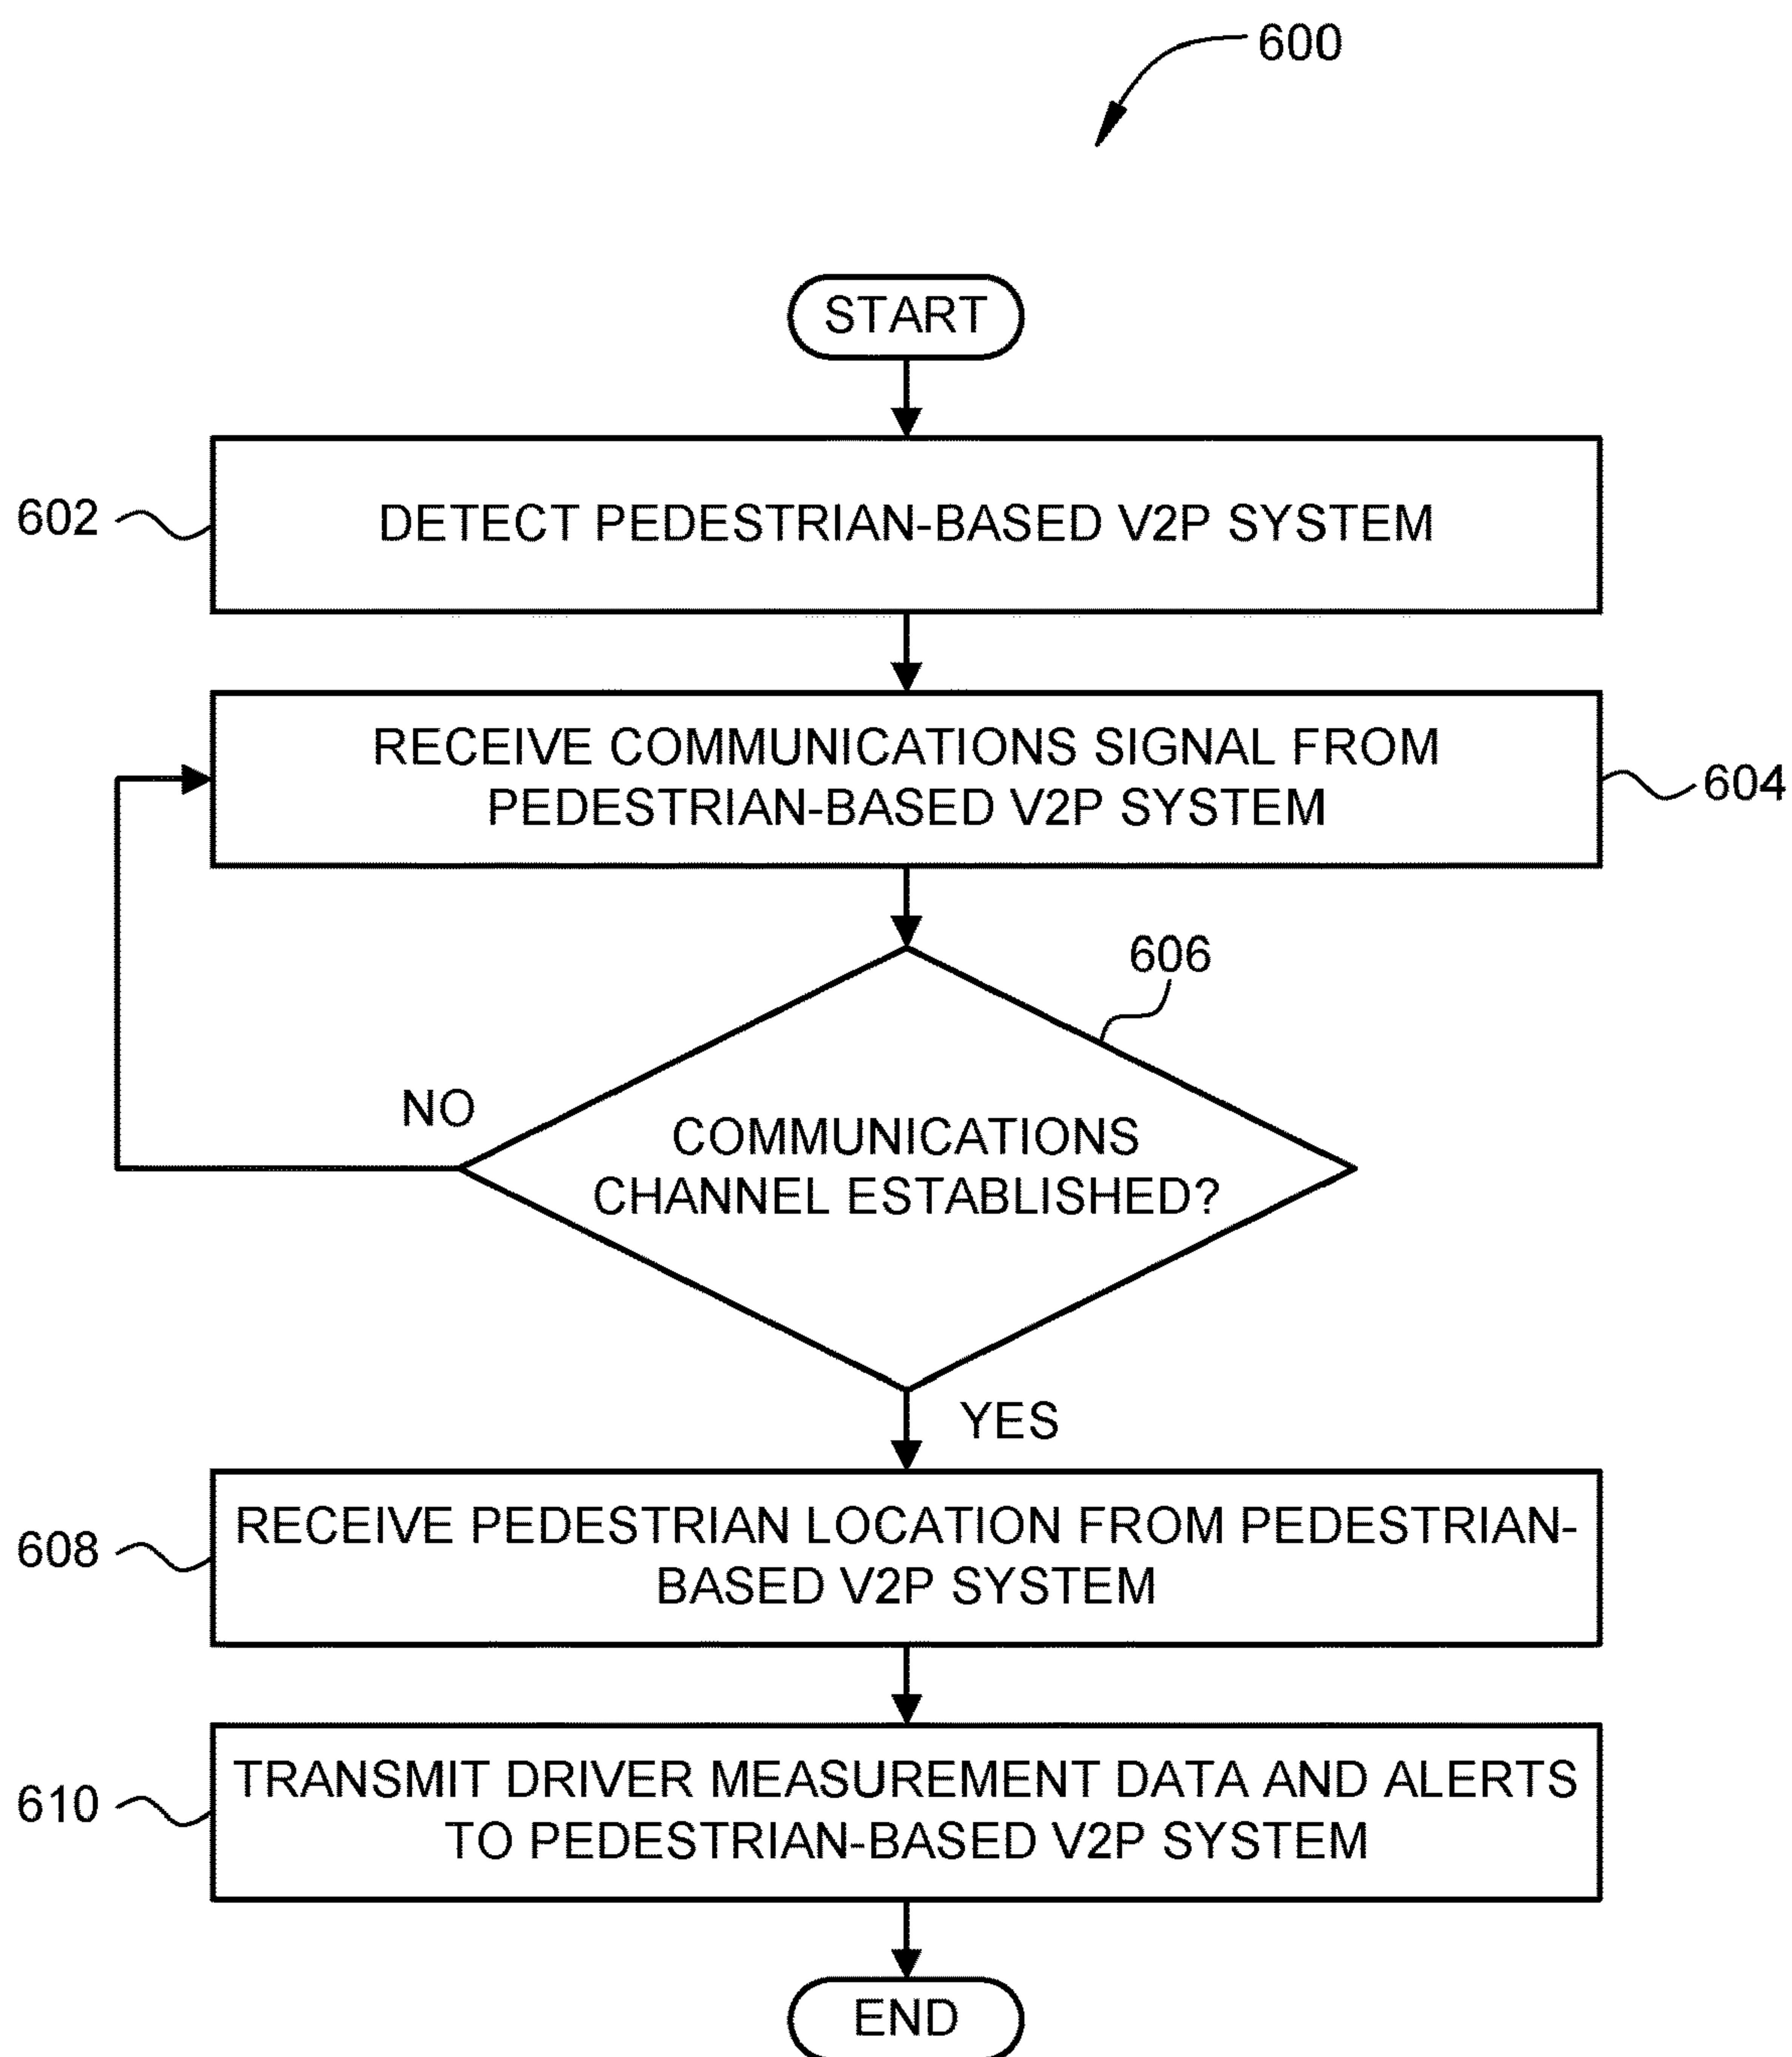 600
START
602
DETECT PEDESTRIAN-BASED V2P SYSTEM
RECEIVE COMMUNICATIONS SIGNAL FROM
PEDESTRIAN-BASED V2P SYSTEM
604
606
NO
COMMUNICATIONS
CHANNEL ESTABLISHED?
YES
608
RECEIVE PEDESTRIAN LOCATION FROM PEDESTRIAN-
BASED V2P SYSTEM
610
TRANSMIT DRIVER MEASUREMENT DATA AND ALERTS
TO PEDESTRIAN-BASED V2P SYSTEM
END